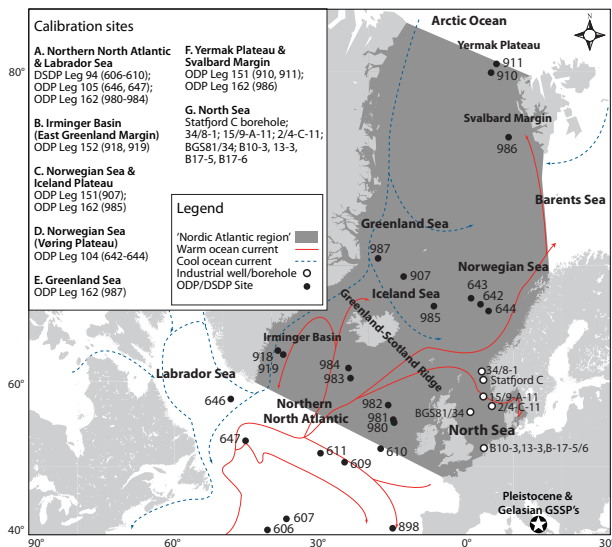 Calibration sites
A. Northern North Atlantic
& Labrador Sea
DSDP Leg 94 (606-610);
ODP Leg 105 (646, 647);
ODP Leg 162 (980-984)
B. Irminger Basin
(East Greenland Margin)
ODP Leg 152 (918, 919)
C. Norwegian Sea &
Iceland Plateau
ODP Leg 151(907);
ODP Leg 162 (985)
D. Norwegian Sea
(Vøring Plateau)
ODP Leg 104 (642-644)
E. Greenland Sea
ODP Leg 162 (987)
F. Yermak Plateau &
Svalbard Margin
ODP Leg 151 (910, 911);
ODP Leg 162 (986)
G. North Sea
Statfjord C borehole;
34/8-1; 15/9-A-11; 2/4-C-11;
BGS81/34; B10-3, 13-3,
B17-5, B17-6
Legend
'Nordic Atlantic region'
Warm ocean current
Cool ocean current
Industrial well/borehole
ODP/DSDP Site
Arctic Ocean
Yermak Plateau
911
910
Svalbard Margin
986
Barents Sea
Greenland Sea
987
907
Norwegian Sea
643
642
644
Iceland Sea
985
Greenland-Scotland Ridge
Irminger Basin
918
919
984
983
Labrador Sea
646
Northern
North Atlantic
982
981
980
34/8-1
Statfjord C
15/9-A-11
2/4-C-11
BGS81/34
North Sea
B10-3,13-3,B-17-5/6
647
611
609
610
607
606
898
Pleistocene &
Gelasian GSSP's
80°
60°
40°
90°
60°
30°
0°
30°